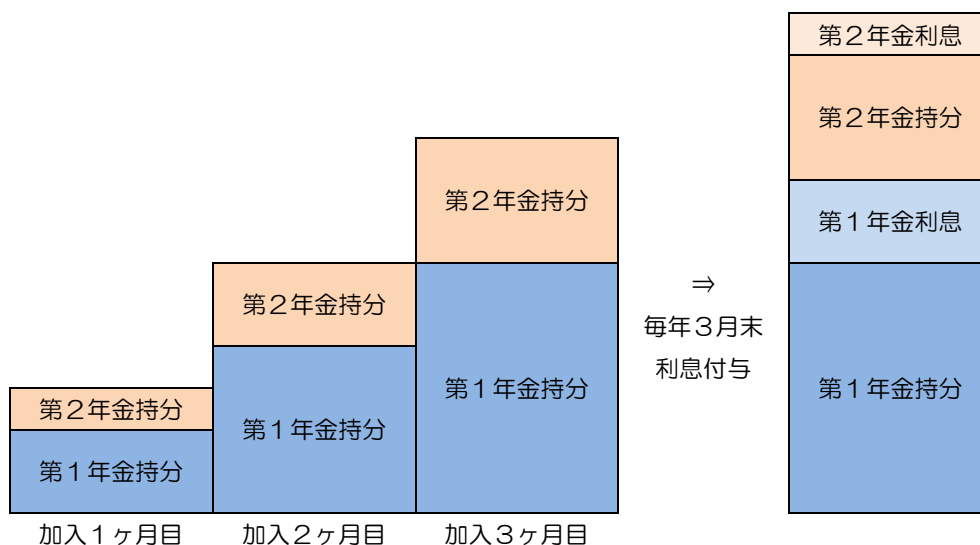 第２年金利息
第２年金持分
第１年金利息
第１年金持分
第２年金持分
第１年金持分
第２年金持分
第１年金持分
第２年金持分
第１年金持分
⇒
毎年３月末
利息付与
加入１ヶ月目
加入２ヶ月目
加入３ヶ月目